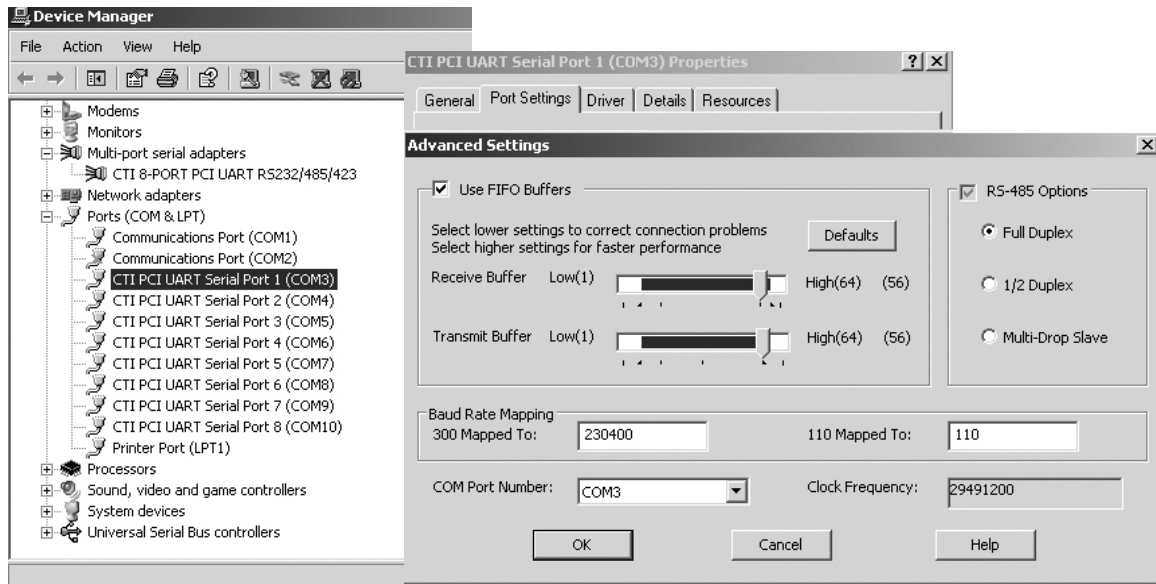 Device Manager
File Action View Help
Modems
Monitors
Multi-port serial adapters
CTI 8-PORT PCI UART RS232/485/423
Network adapters
Ports (COM & LPT)
Communications Port (COM1)
Communications Port (COM2)
CTI PCI UART Serial Port 1 (COM3)
CTI PCI UART Serial Port 2 (COM4)
CTI PCI UART Serial Port 3 (COM5)
CTI PCI UART Serial Port 4 (COM6)
CTI PCI UART Serial Port 5 (COM7)
CTI PCI UART Serial Port 6 (COM8)
CTI PCI UART Serial Port 7 (COM9)
CTI PCI UART Serial Port 8 (COM10)
Printer Port (LPT1)
Processors
Sound, video and game controllers
System devices
Universal Serial Bus controllers
CTI PCI UART Serial Port 1 (COM3) Properties
General Port Settings Driver Details Resources
Advanced Settings
Use FIFO Buffers
Select lower settings to correct connection problems
Select higher settings for faster performance
Defaults
Receive Buffer Low(1) High(64) (56)
Transmit Buffer Low(1) High(64) (56)
RS-485 Options
Full Duplex
1/2 Duplex
Multi-Drop Slave
Baud Rate Mapping
300 Mapped To: 230400 110 Mapped To: 110
COM Port Number: COM3 Clock Frequency: 29491200
OK Cancel Help